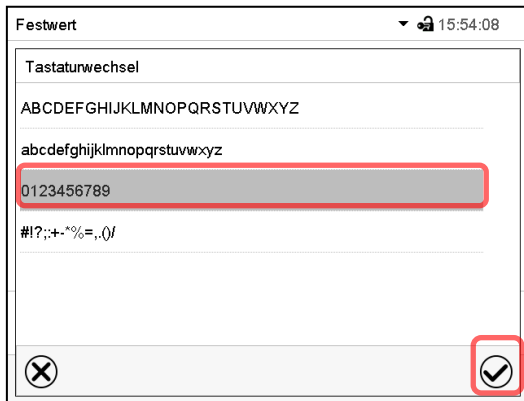 Festwert 15:54:08
Tastaturwechsel
ABCDEFGHIJKLMNOPQRSTUVWXYZ
abcdefghijklmnopqrstuvwxyz
0123456789
#!?;:+-*%=,.()/